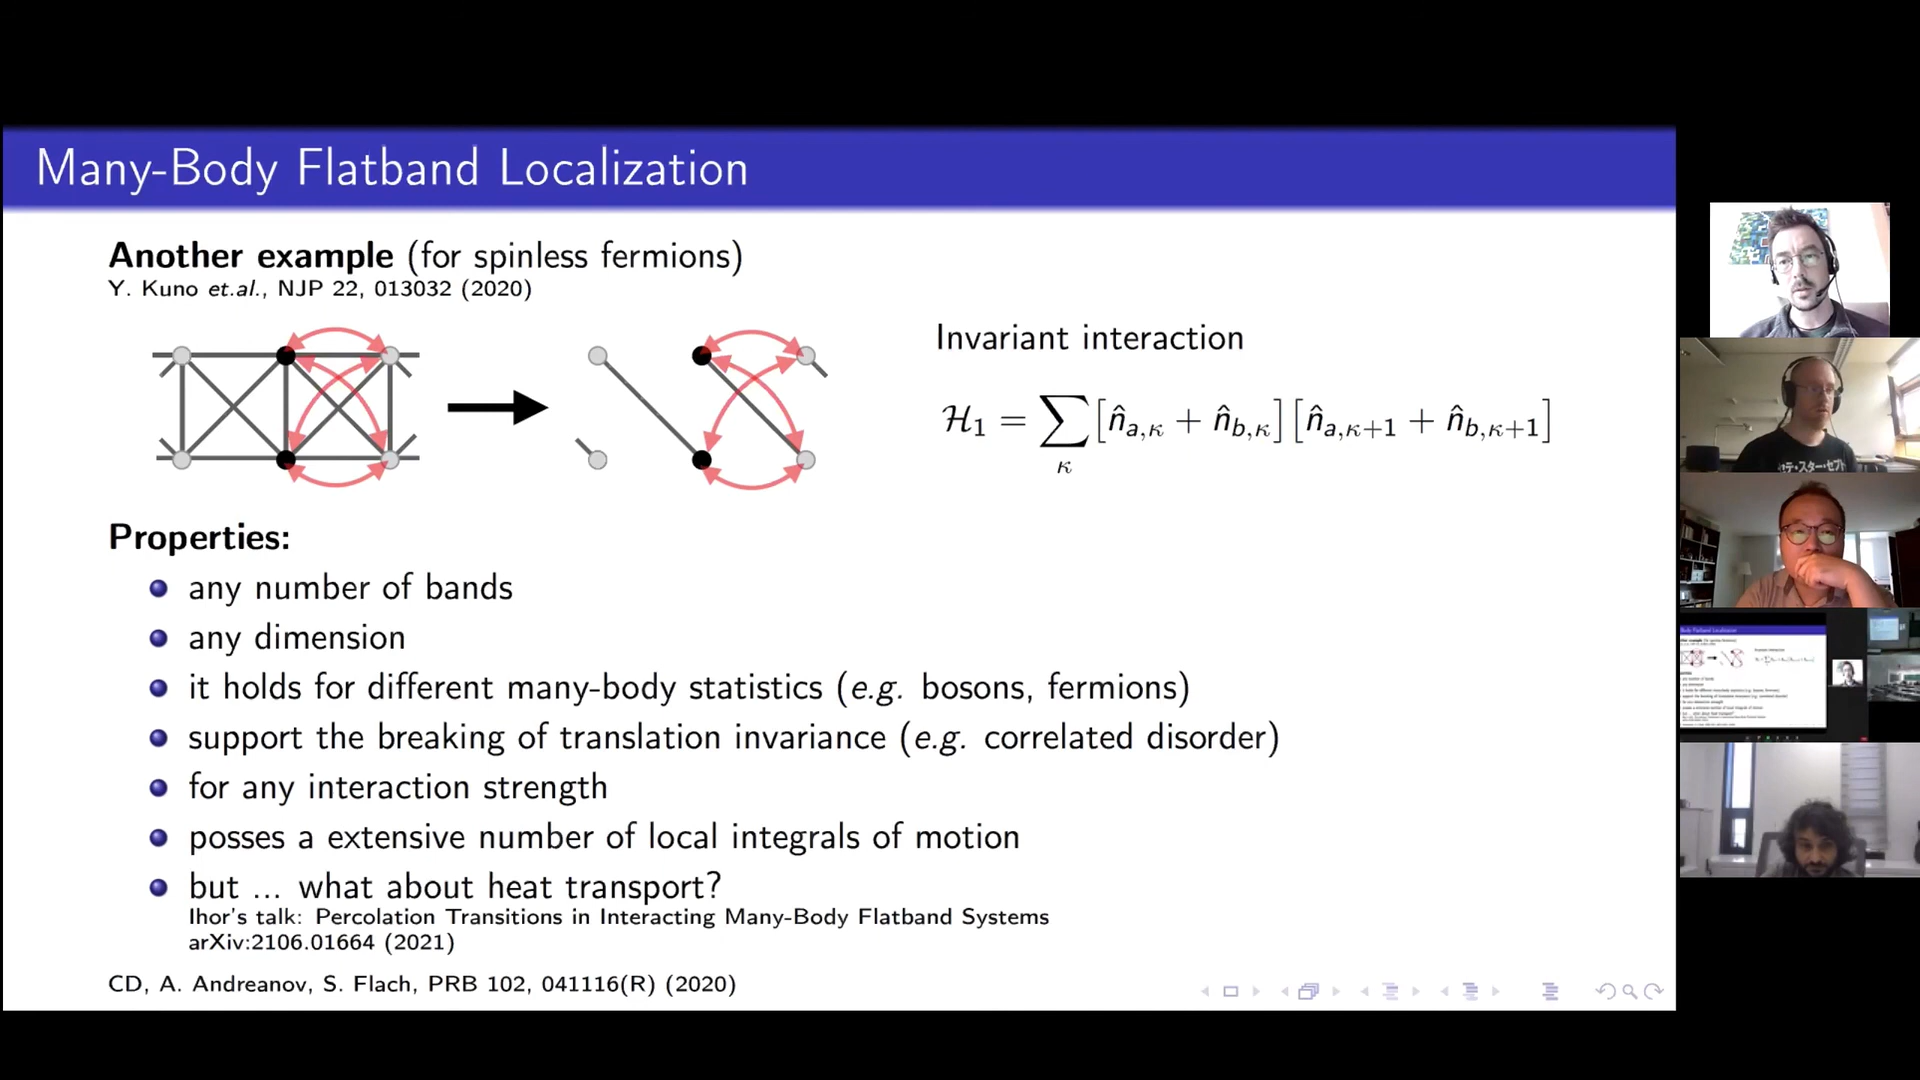 Many-Body Flatband Localization
Another example (for spinless fermions)
Y. Kuno et.al., NJP 22, 013032 (2020)
Invariant interaction
ℋ₁ = ∑_κ [n̂_{a,κ} + n̂_{b,κ}][n̂_{a,κ+1} + n̂_{b,κ+1}]
Properties:
any number of bands
any dimension
it holds for different many-body statistics (e.g. bosons, fermions)
support the breaking of translation invariance (e.g. correlated disorder)
for any interaction strength
posses a extensive number of local integrals of motion
but ... what about heat transport?
Ihor's talk: Percolation Transitions in Interacting Many-Body Flatband Systems
arXiv:2106.01664 (2021)
CD, A. Andreanov, S. Flach, PRB 102, 041116(R) (2020)